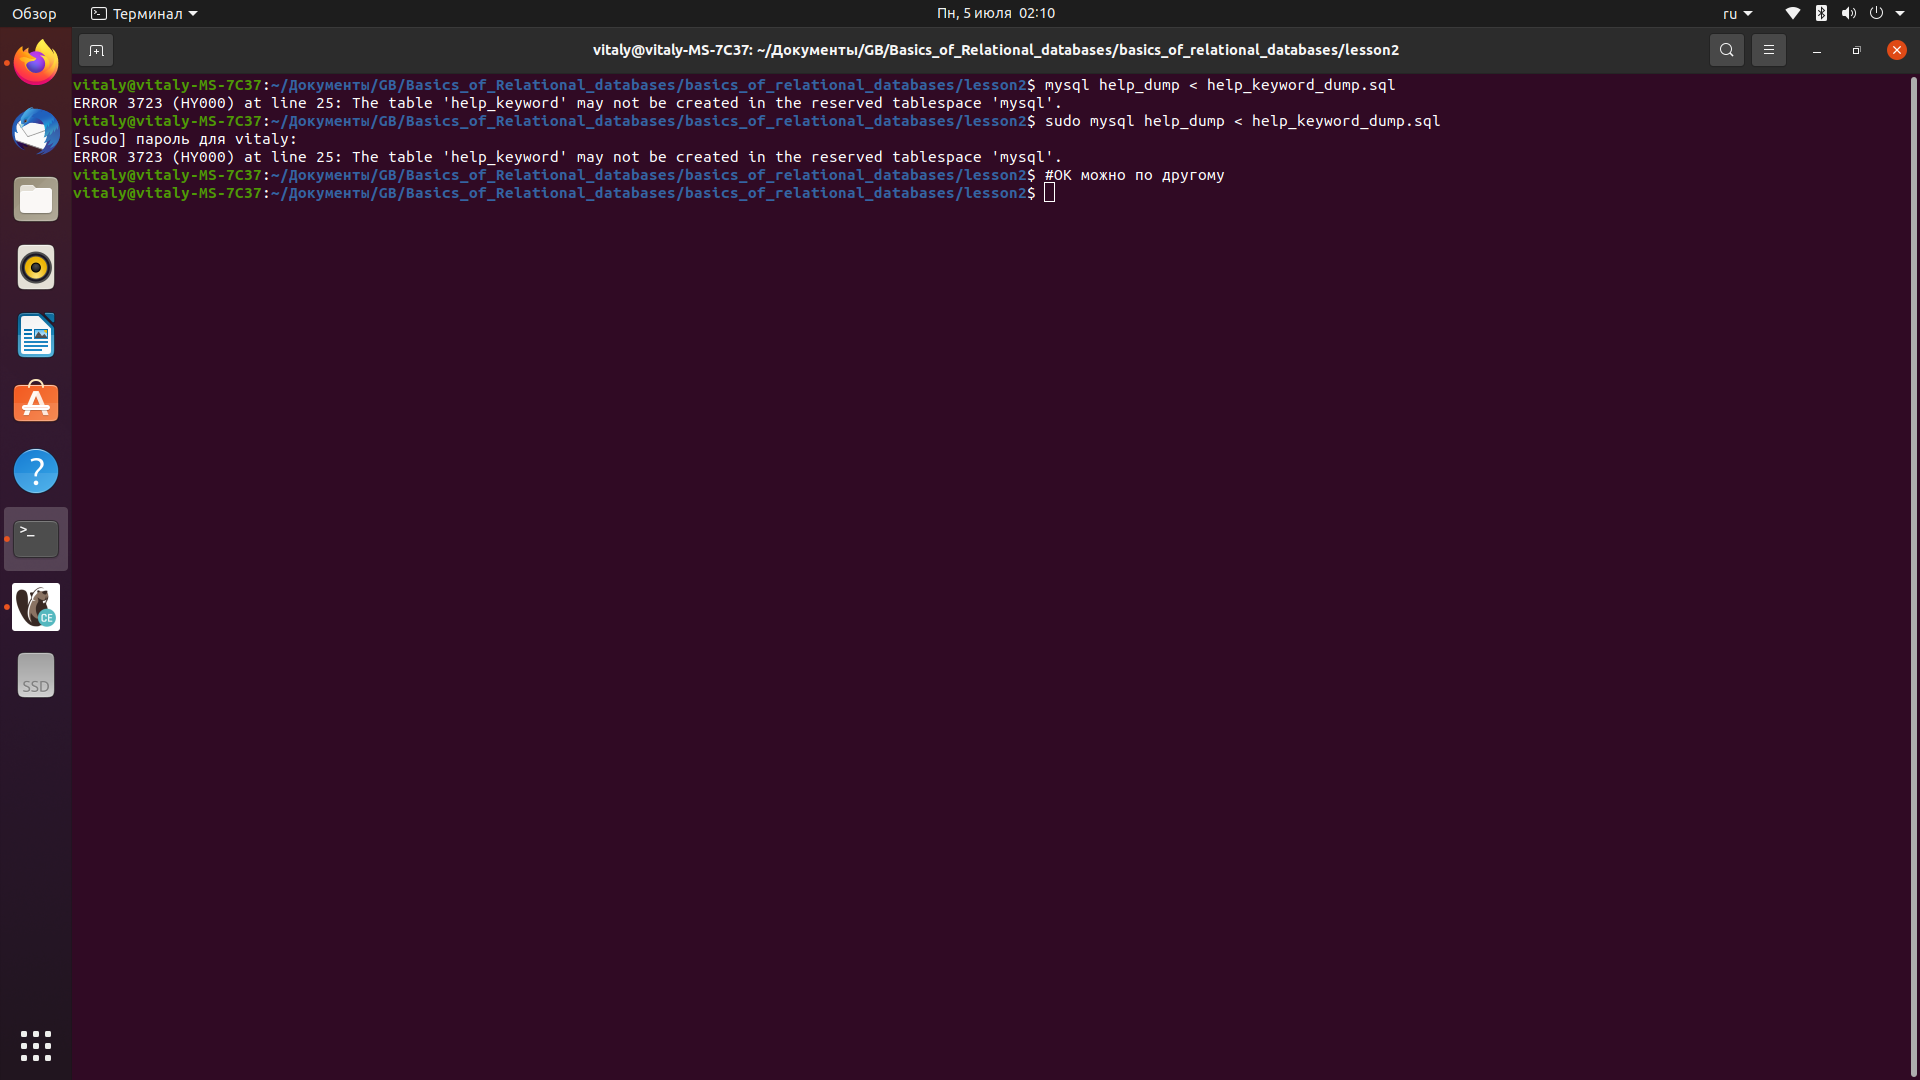 Обзор
Терминал
Пн, 5 июля 02:10
ru
vitaly@vitaly-MS-7C37: ~/Документы/GB/Basics_of_Relational_databases/basics_of_relational_databases/lesson2
vitaly@vitaly-MS-7C37:~/Документы/GB/Basics_of_Relational_databases/basics_of_relational_databases/lesson2$ mysql help_dump < help_keyword_dump.sql
ERROR 3723 (HY000) at line 25: The table 'help_keyword' may not be created in the reserved tablespace 'mysql'.
vitaly@vitaly-MS-7C37:~/Документы/GB/Basics_of_Relational_databases/basics_of_relational_databases/lesson2$ sudo mysql help_dump < help_keyword_dump.sql
[sudo] пароль для vitaly:
ERROR 3723 (HY000) at line 25: The table 'help_keyword' may not be created in the reserved tablespace 'mysql'.
vitaly@vitaly-MS-7C37:~/Документы/GB/Basics_of_Relational_databases/basics_of_relational_databases/lesson2$ #OK можно по другому
vitaly@vitaly-MS-7C37:~/Документы/GB/Basics_of_Relational_databases/basics_of_relational_databases/lesson2$
?
>_
CE
SSD